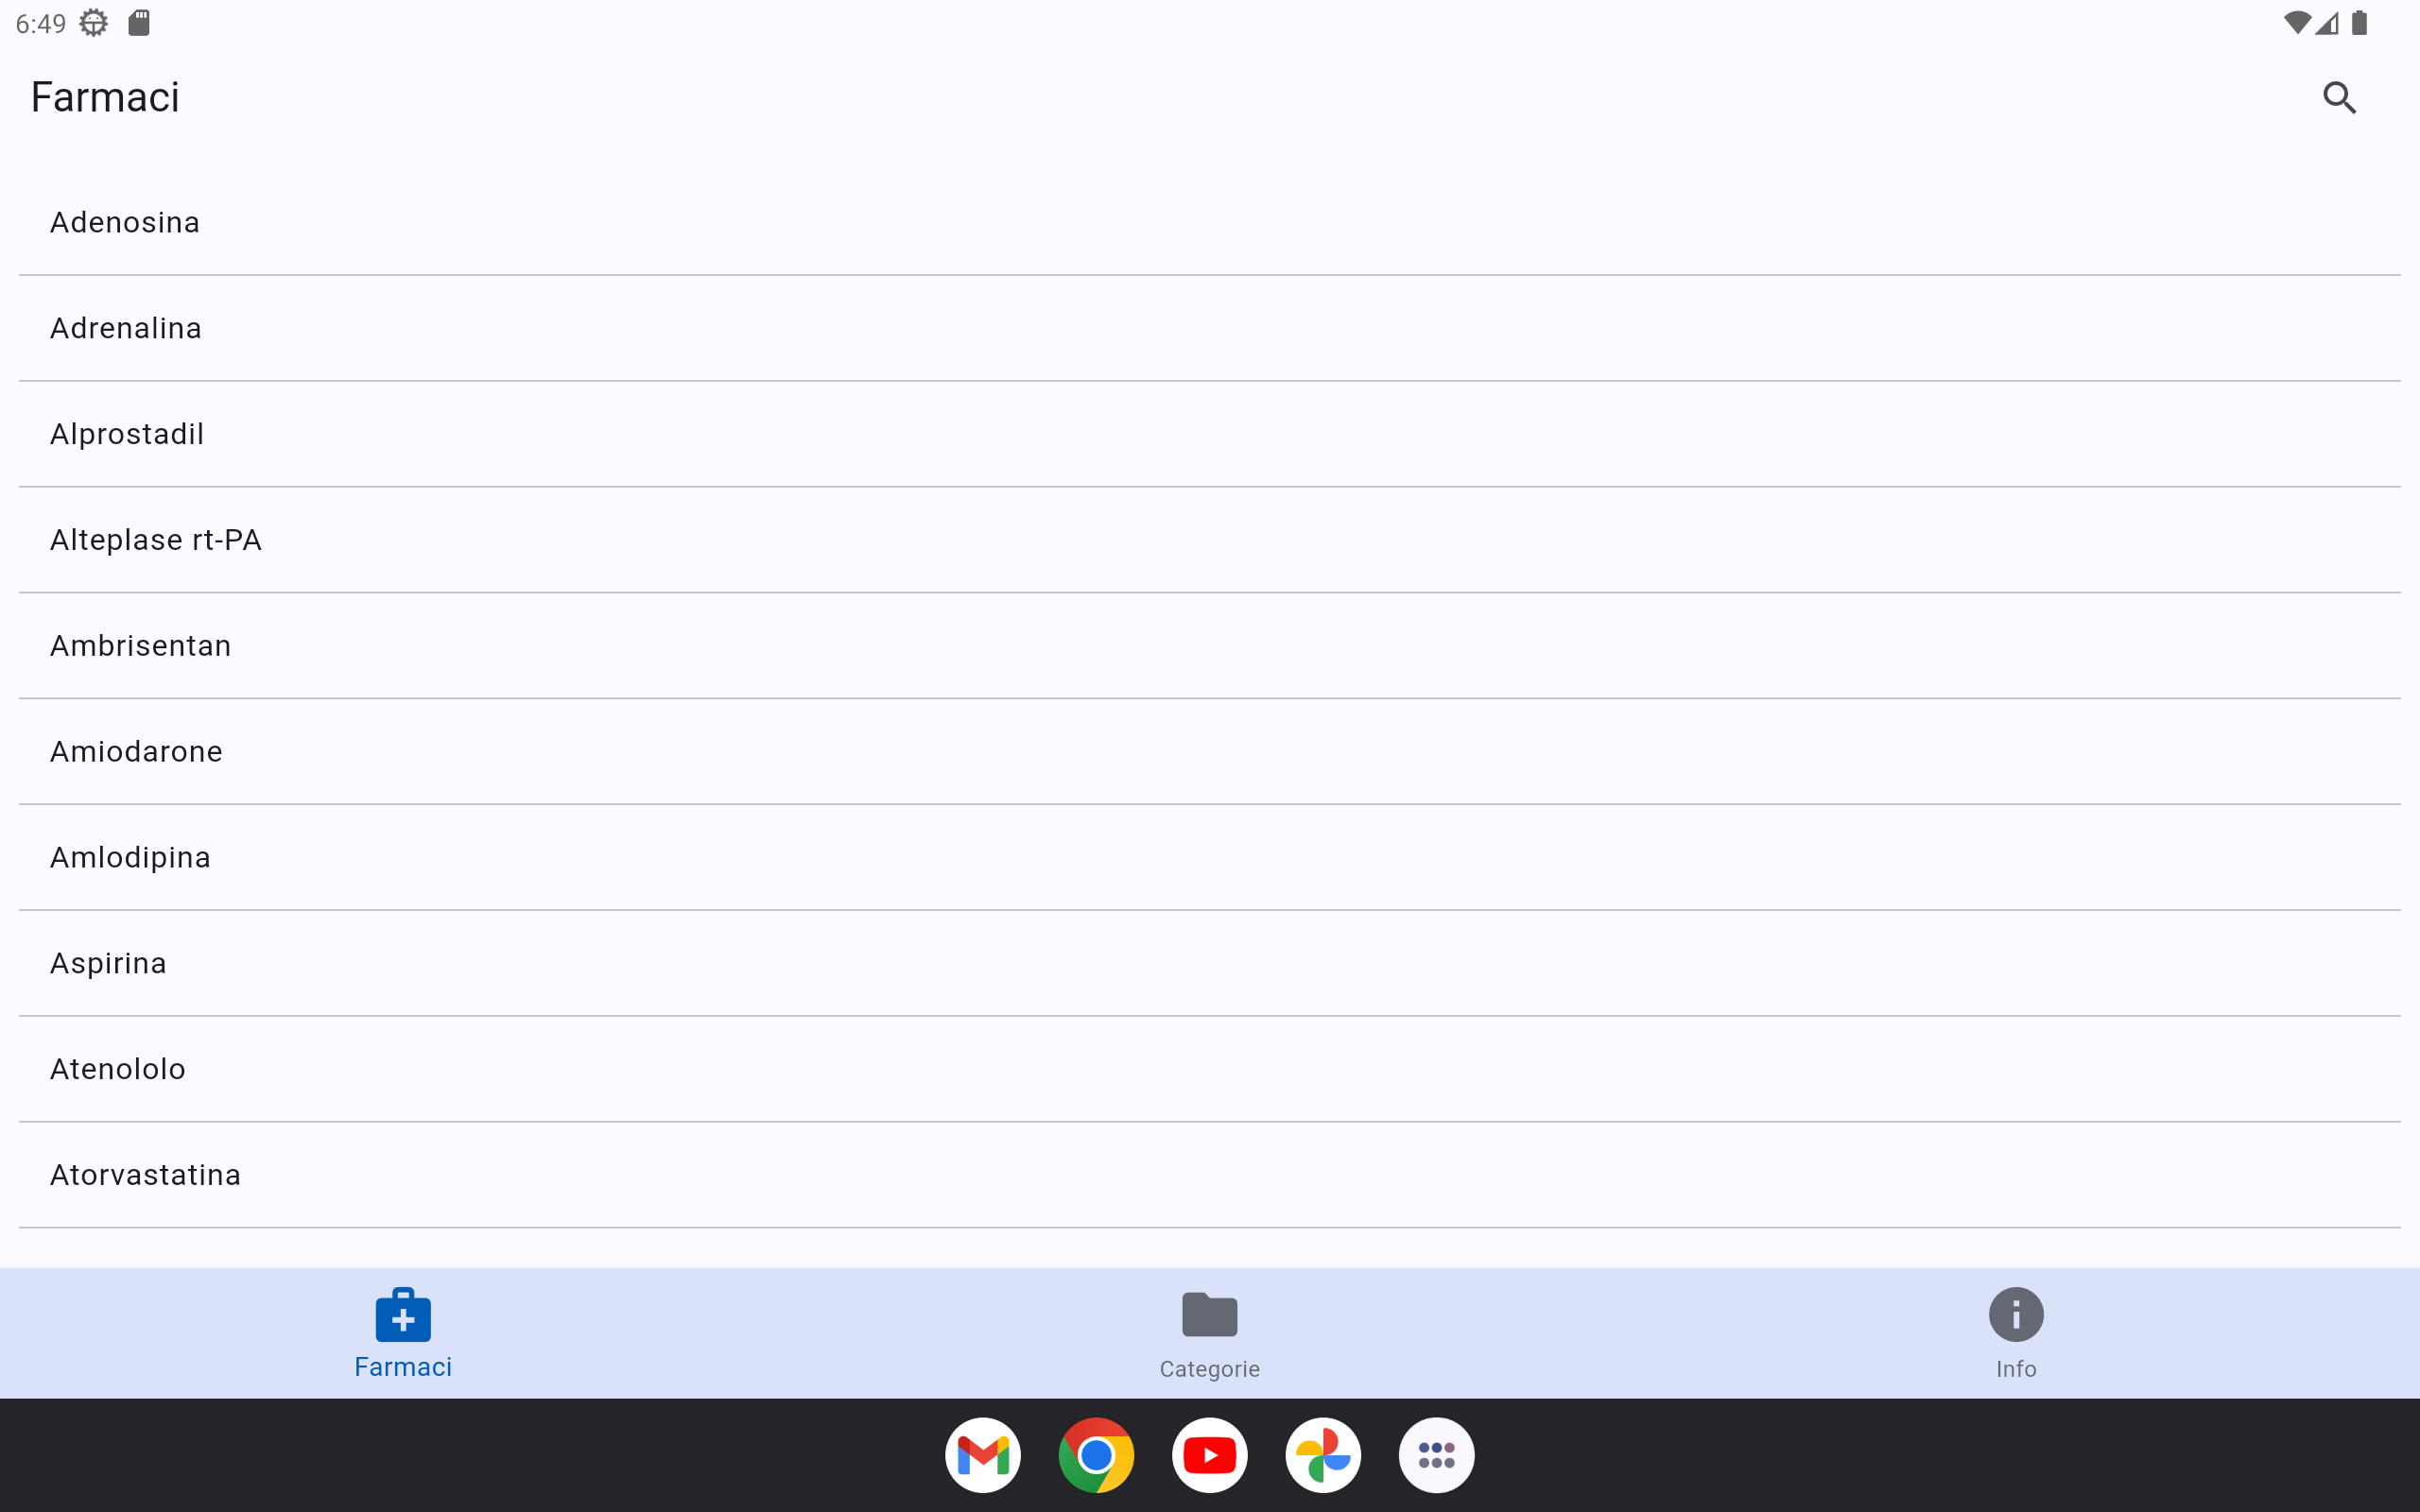 6:49
Farmaci
Adenosina
Adrenalina
Alprostadil
Alteplase rt-PA
Ambrisentan
Amiodarone
Amlodipina
Aspirina
Atenololo
Atorvastatina
Farmaci
Categorie
Info